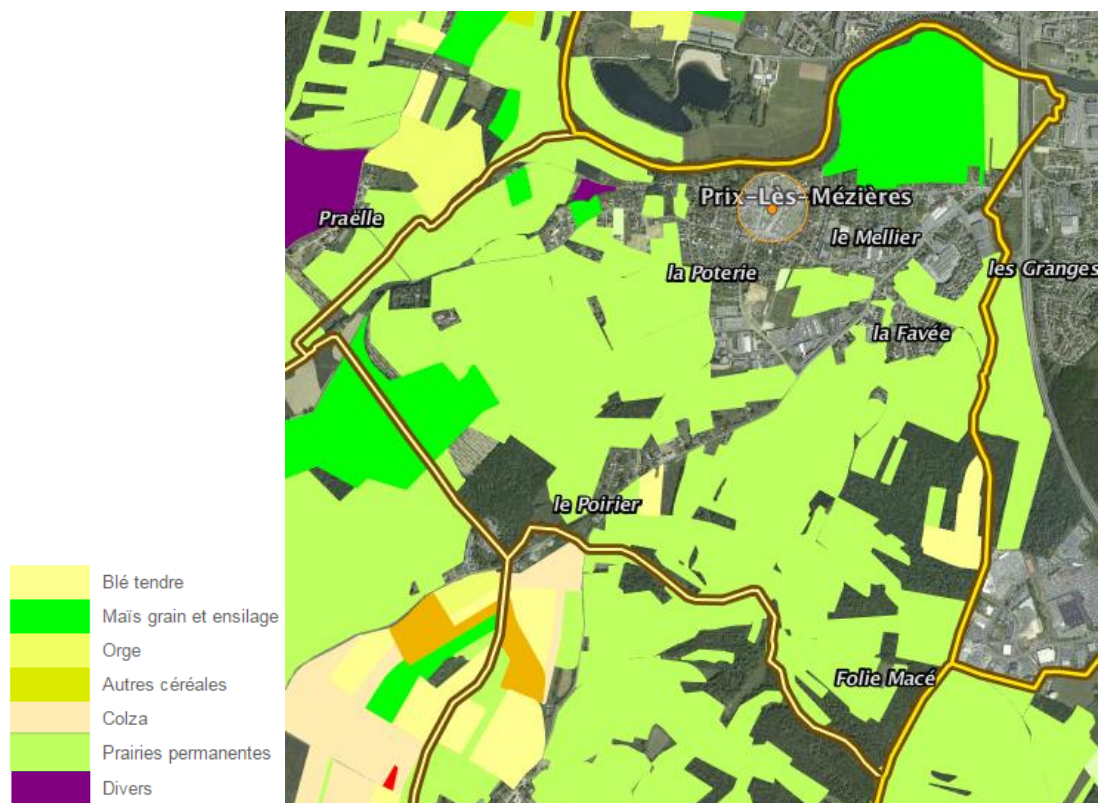 Prix-Lès-Mézières
Praëlle
le Mellier
la Poterie
les Granges
la Favée
le Poirier
Folie Macé
Blé tendre
Maïs grain et ensilage
Orge
Autres céréales
Colza
Prairies permanentes
Divers